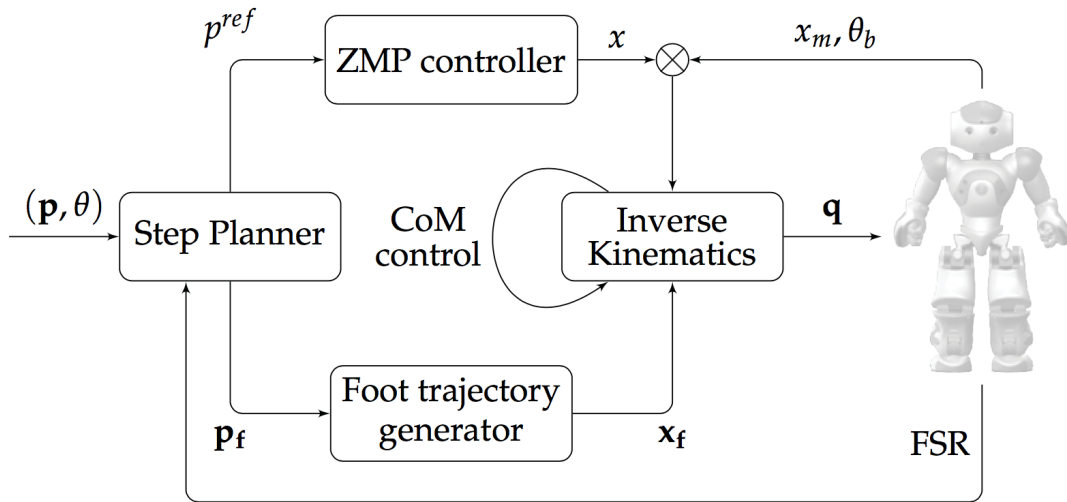 p^{ref}
ZMP controller
x
x_m, θ_b
(p, θ)
Step Planner
CoM
control
Inverse
Kinematics
q
p_f
Foot trajectory
generator
x_f
FSR